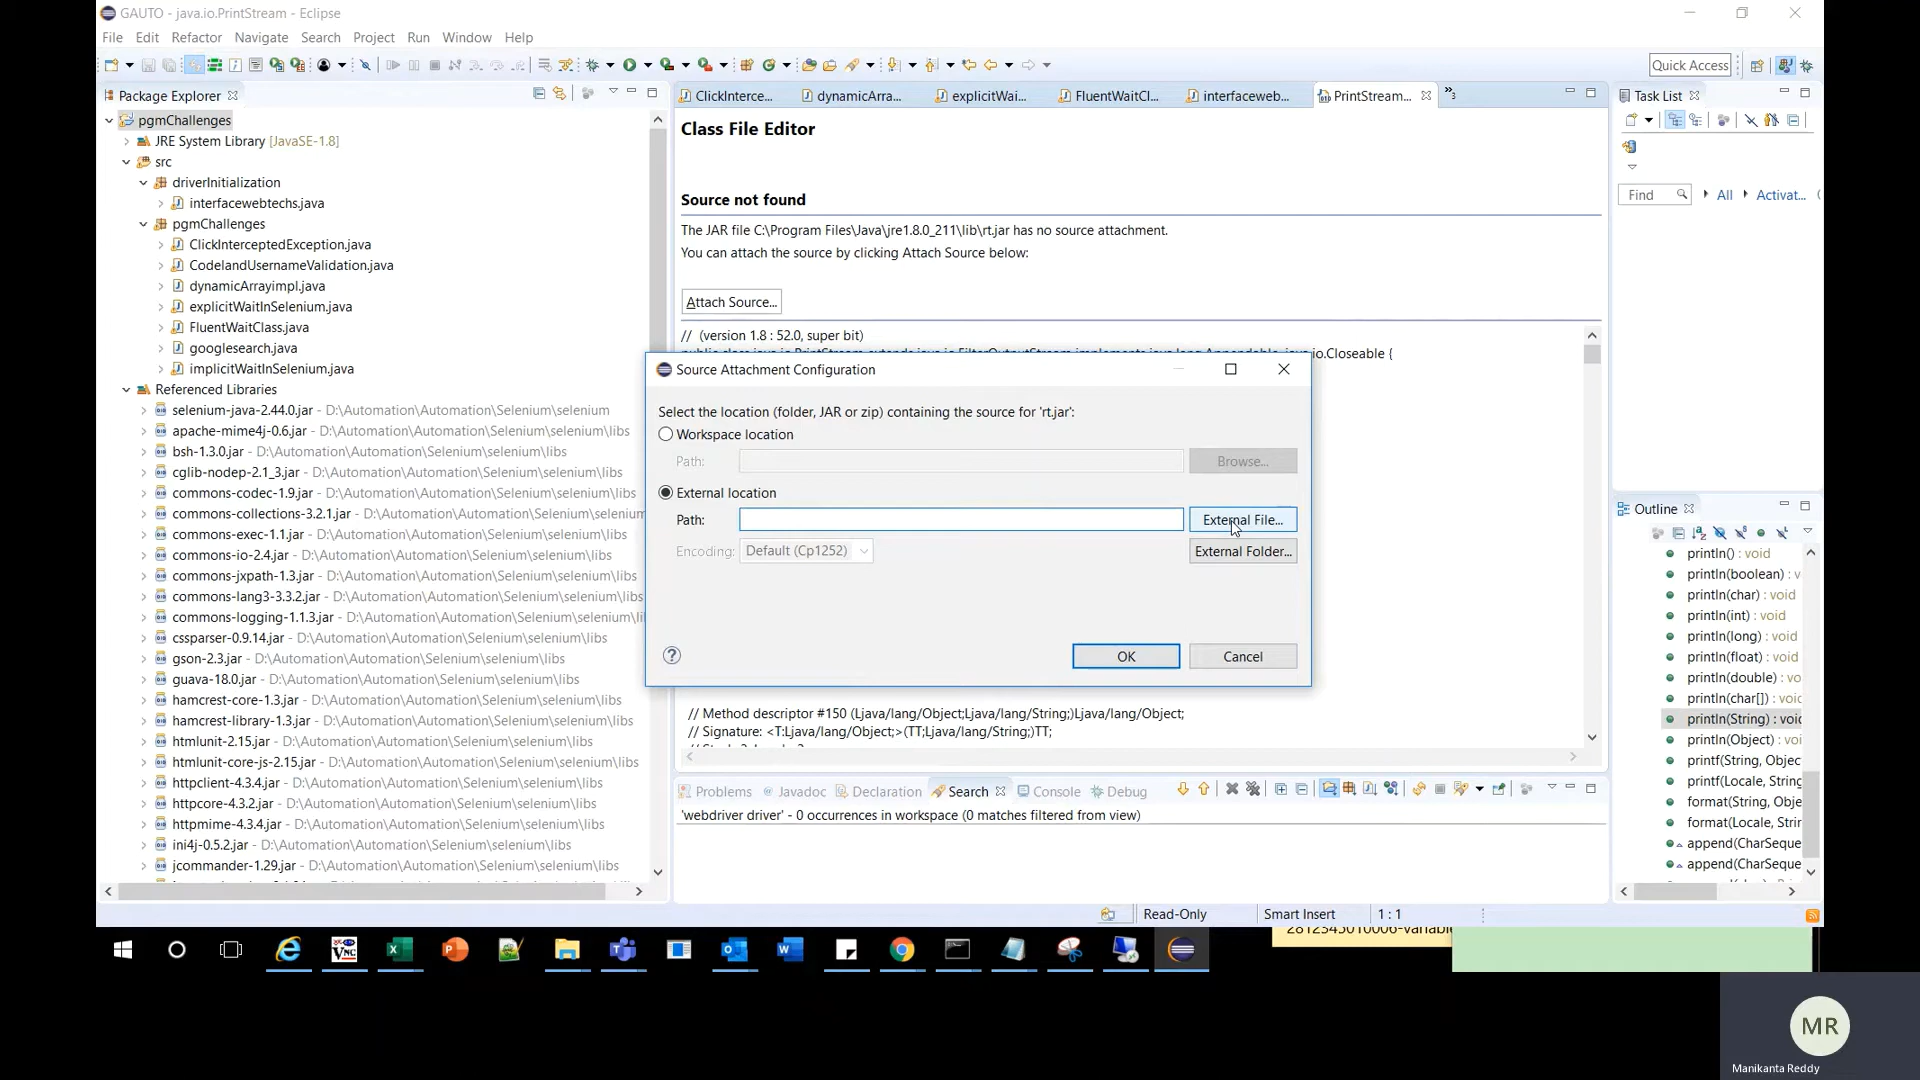 GAUTO - java.io.PrintStream - Eclipse
File Edit Refactor Navigate Search Project Run Window Help
Quick Access
Package Explorer
pgmChallenges
JRE System Library [JavaSE-1.8]
src
driverInitialization
interfacewebtechs.java
pgmChallenges
ClickInterceptedException.java
CodelandUsernameValidation.java
dynamicArrayimpl.java
explicitWaitInSelenium.java
FluentWaitClass.java
googlesearch.java
implicitWaitInSelenium.java
Referenced Libraries
selenium-java-2.44.0.jar - D:\Automation\Automation\Selenium\selenium
apache-mime4j-0.6.jar - D:\Automation\Automation\Selenium\selenium\libs
bsh-1.3.0.jar - D:\Automation\Automation\Selenium\selenium\libs
cglib-nodep-2.1_3.jar - D:\Automation\Automation\Selenium\selenium\libs
commons-codec-1.9.jar - D:\Automation\Automation\Selenium\selenium\libs
commons-collections-3.2.1.jar - D:\Automation\Automation\Selenium\selenium
commons-exec-1.1.jar - D:\Automation\Automation\Selenium\selenium\libs
commons-io-2.4.jar - D:\Automation\Automation\Selenium\selenium\libs
commons-jxpath-1.3.jar - D:\Automation\Automation\Selenium\selenium\libs
commons-lang3-3.3.2.jar - D:\Automation\Automation\Selenium\selenium\libs
commons-logging-1.1.3.jar - D:\Automation\Automation\Selenium\selenium\lib
cssparser-0.9.14.jar - D:\Automation\Automation\Selenium\selenium\libs
gson-2.3.jar - D:\Automation\Automation\Selenium\selenium\libs
guava-18.0.jar - D:\Automation\Automation\Selenium\selenium\libs
hamcrest-core-1.3.jar - D:\Automation\Automation\Selenium\selenium\libs
hamcrest-library-1.3.jar - D:\Automation\Automation\Selenium\selenium\libs
htmlunit-2.15.jar - D:\Automation\Automation\Selenium\selenium\libs
htmlunit-core-js-2.15.jar - D:\Automation\Automation\Selenium\selenium\libs
httpclient-4.3.4.jar - D:\Automation\Automation\Selenium\selenium\libs
httpcore-4.3.2.jar - D:\Automation\Automation\Selenium\selenium\libs
httpmime-4.3.4.jar - D:\Automation\Automation\Selenium\selenium\libs
ini4j-0.5.2.jar - D:\Automation\Automation\Selenium\selenium\libs
jcommander-1.29.jar - D:\Automation\Automation\Selenium\selenium\libs
ClickInterce... dynamicArra... explicitWai... FluentWaitCl... interfaceweb... PrintStream... »3
Class File Editor
Source not found
The JAR file C:\Program Files\Java\jre1.8.0_211\lib\rt.jar has no source attachment.
You can attach the source by clicking Attach Source below:
Attach Source...
// (version 1.8 : 52.0, super bit)
io.Closeable {
Source Attachment Configuration
Select the location (folder, JAR or zip) containing the source for 'rt.jar':
Workspace location
Path: Browse...
External location
Path: External File...
Encoding: Default (Cp1252) External Folder...
? OK Cancel
// Method descriptor #150 (Ljava/lang/Object;Ljava/lang/String;)Ljava/lang/Object;
// Signature: <T:Ljava/lang/Object;>(TT;Ljava/lang/String;)TT;
Problems @ Javadoc Declaration Search Console Debug
'webdriver driver' - 0 occurrences in workspace (0 matches filtered from view)
Task List
Find All Activat...
Outline
println() : void
println(boolean) : v
println(char) : void
println(int) : void
println(long) : void
println(float) : void
println(double) : vo
println(char[]) : voic
println(String) : void
println(Object) : voi
printf(String, Objec
printf(Locale, String
format(String, Obje
format(Locale, Strir
append(CharSeque
append(CharSeque
Read-Only Smart Insert 1 : 1
2812345010006-variable
MR
Manikanta Reddy